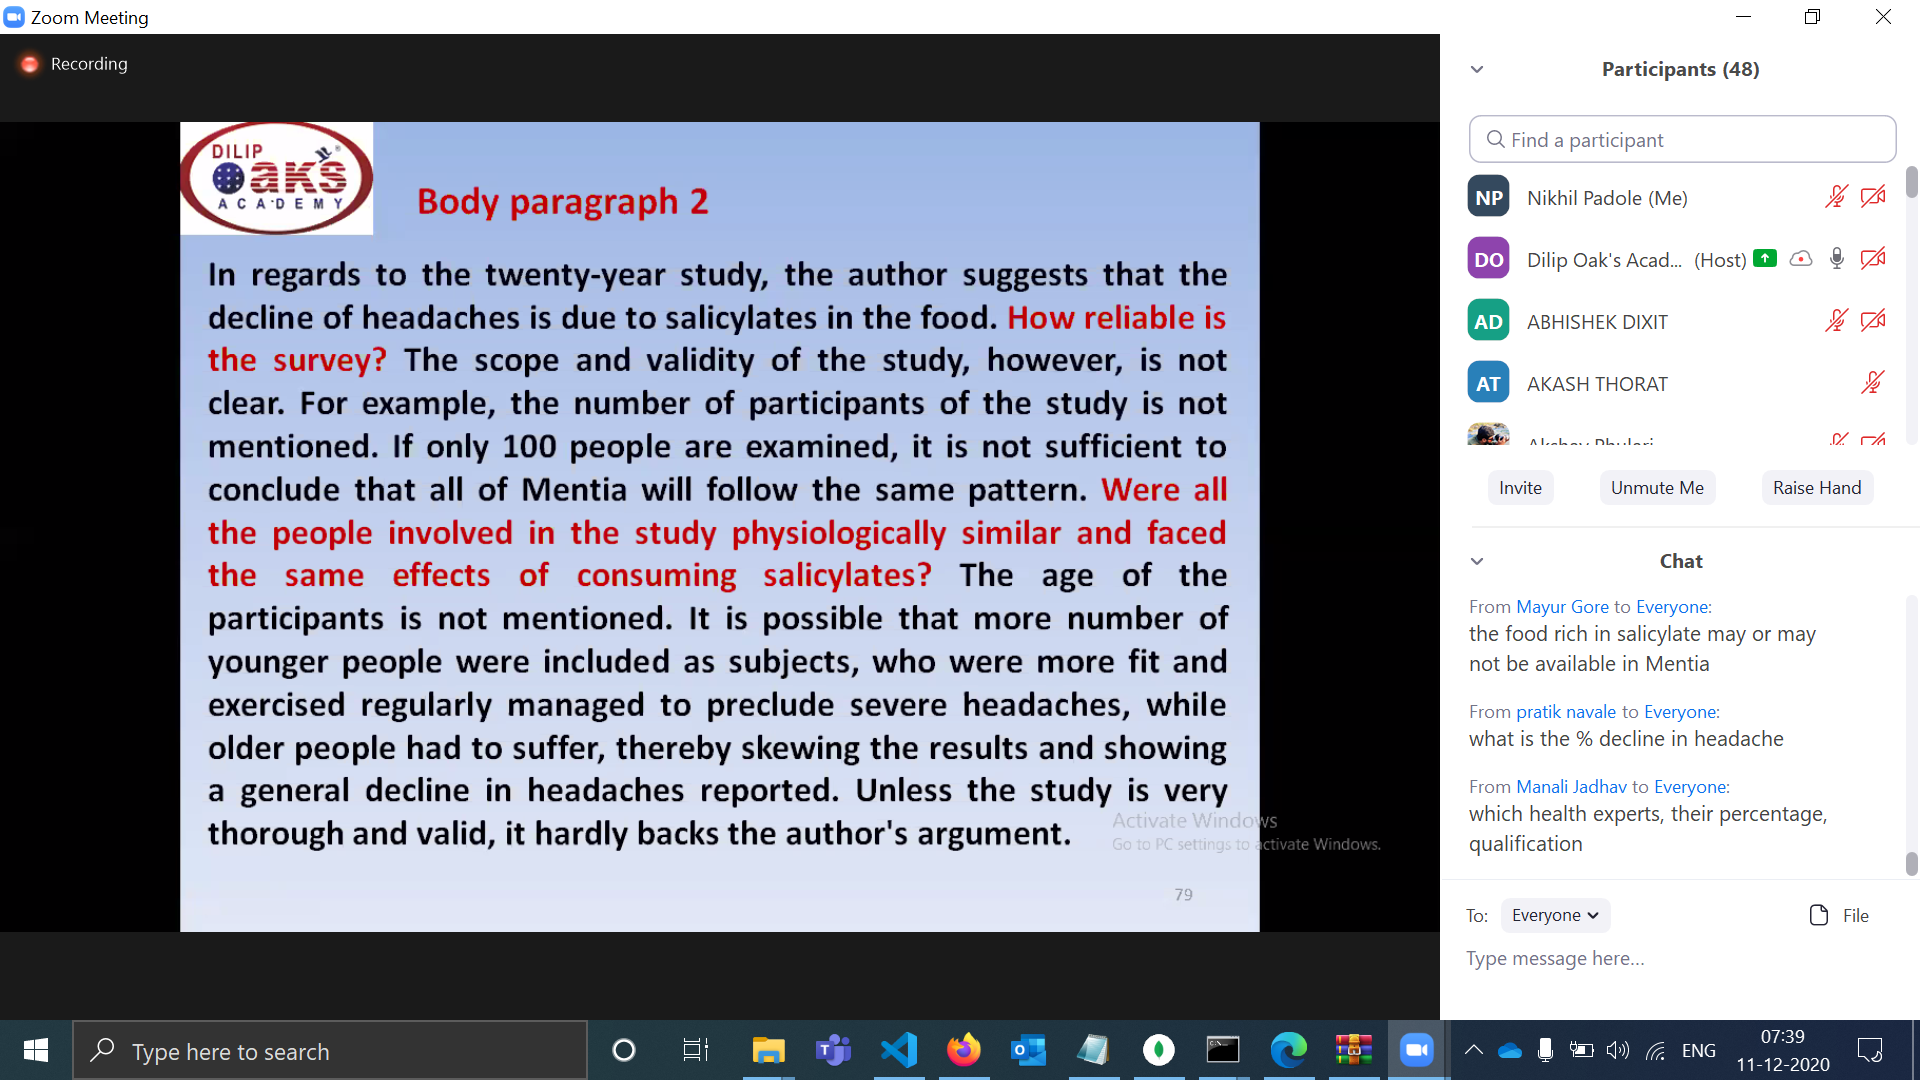 Zoom Meeting
Recording
DILIP
Oak's
ACADEMY
Body paragraph 2
In regards to the twenty-year study, the author suggests that the
decline of headaches is due to salicylates in the food. How reliable is
the survey? The scope and validity of the study, however, is not
clear. For example, the number of participants of the study is not
mentioned. If only 100 people are examined, it is not sufficient to
conclude that all of Mentia will follow the same pattern. Were all
the people involved in the study physiologically similar and faced
the same effects of consuming salicylates? The age of the
participants is not mentioned. It is possible that more number of
younger people were included as subjects, who were more fit and
exercised regularly managed to preclude severe headaches, while
older people had to suffer, thereby skewing the results and showing
a general decline in headaches reported. Unless the study is very
thorough and valid, it hardly backs the author's argument.
Activate Windows
Go to PC settings to activate Windows.
79
Participants (48)
Find a participant
NP Nikhil Padole (Me)
DO Dilip Oak's Acad... (Host)
AD ABHISHEK DIXIT
AT AKASH THORAT
Invite Unmute Me Raise Hand
Chat
From Mayur Gore to Everyone:
the food rich in salicylate may or may
not be available in Mentia
From pratik navale to Everyone:
what is the % decline in headache
From Manali Jadhav to Everyone:
which health experts, their percentage,
qualification
To: Everyone File
Type message here...
Type here to search
ENG
07:39
11-12-2020